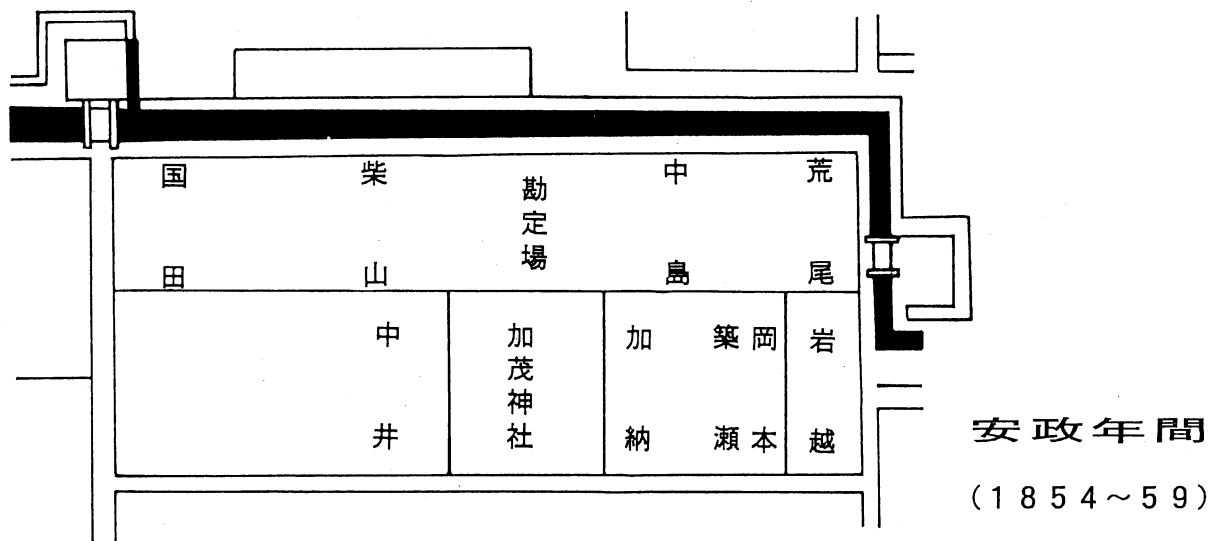 国田
柴山
勘定場
中島
荒尾
中井
加茂神社
加納
築瀬
岡本
岩越
安政年間
(1854~59)